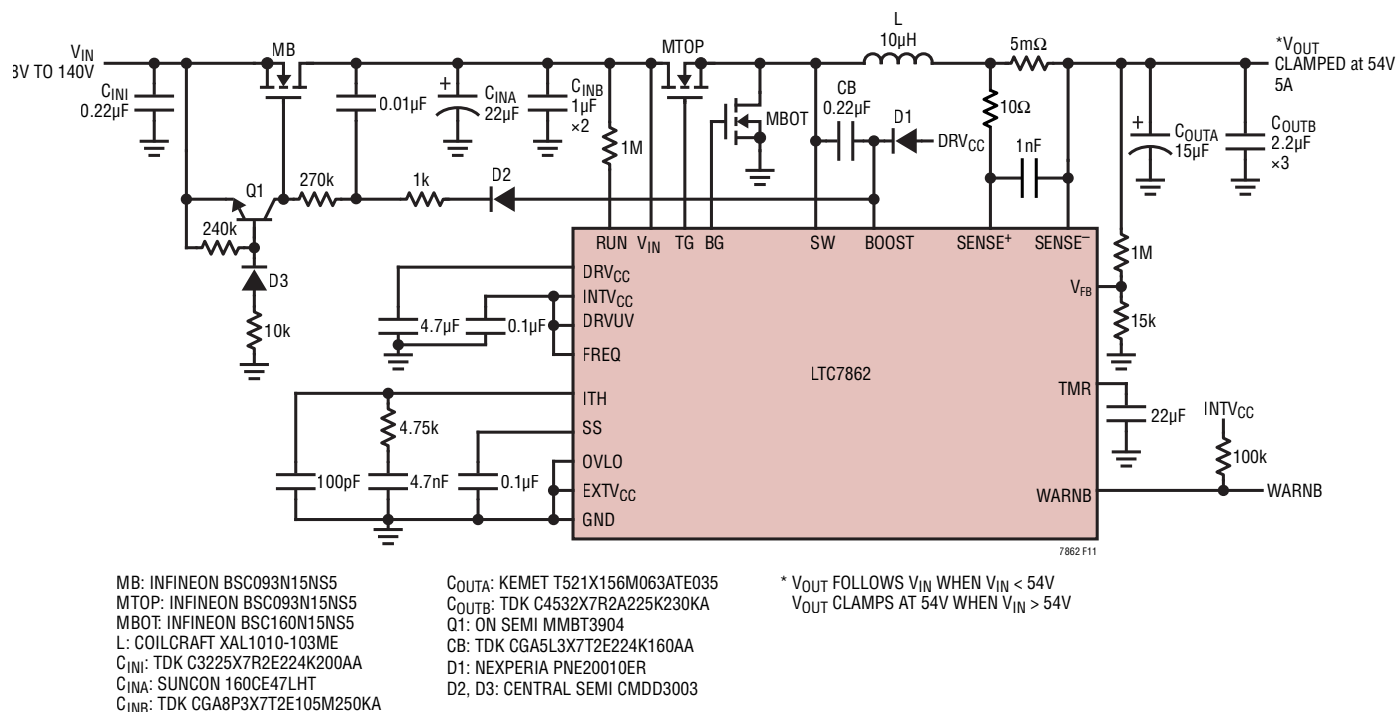 L
10µH
MB
MTOP
5mΩ
VIN
3V TO 140V
*VOUT
CLAMPED at 54V
5A
CINI
0.22µF
0.01µF
+
CINA
22µF
CINB
1µF
×2
1M
MBOT
CB
0.22µF
D1
DRVCC
10Ω
1nF
+
COUTA
15µF
COUTB
2.2µF
×3
Q1
270k
1k
D2
240k
D3
10k
RUN VIN TG BG SW BOOST SENSE+ SENSE–
DRVCC
INTVCC
DRVUV
FREQ
4.7µF
0.1µF
1M
VFB
15k
LTC7862
ITH
SS
OVLO
EXTVCC
GND
4.75k
100pF
4.7nF
0.1µF
TMR
22µF
INTVCC
100k
WARNB
WARNB
7862 F11
MB: INFINEON BSC093N15NS5
MTOP: INFINEON BSC093N15NS5
MBOT: INFINEON BSC160N15NS5
L: COILCRAFT XAL1010-103ME
CINI: TDK C3225X7R2E224K200AA
CINA: SUNCON 160CE47LHT
CINB: TDK CGA8P3X7T2E105M250KA
COUTA: KEMET T521X156M063ATE035
COUTB: TDK C4532X7R2A225K230KA
Q1: ON SEMI MMBT3904
CB: TDK CGA5L3X7T2E224K160AA
D1: NEXPERIA PNE20010ER
D2, D3: CENTRAL SEMI CMDD3003
* VOUT FOLLOWS VIN WHEN VIN < 54V
VOUT CLAMPS AT 54V WHEN VIN > 54V